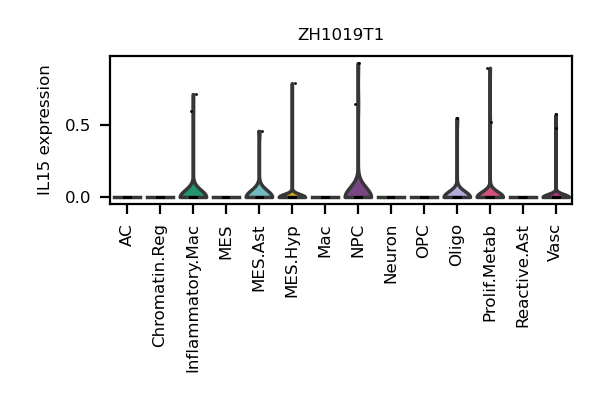 ZH1019T1
IL15 expression
0.5
0.0
AC
Chromatin.Reg
Inflammatory.Mac
MES
MES.Ast
MES.Hyp
Mac
NPC
Neuron
OPC
Oligo
Prolif.Metab
Reactive.Ast
Vasc